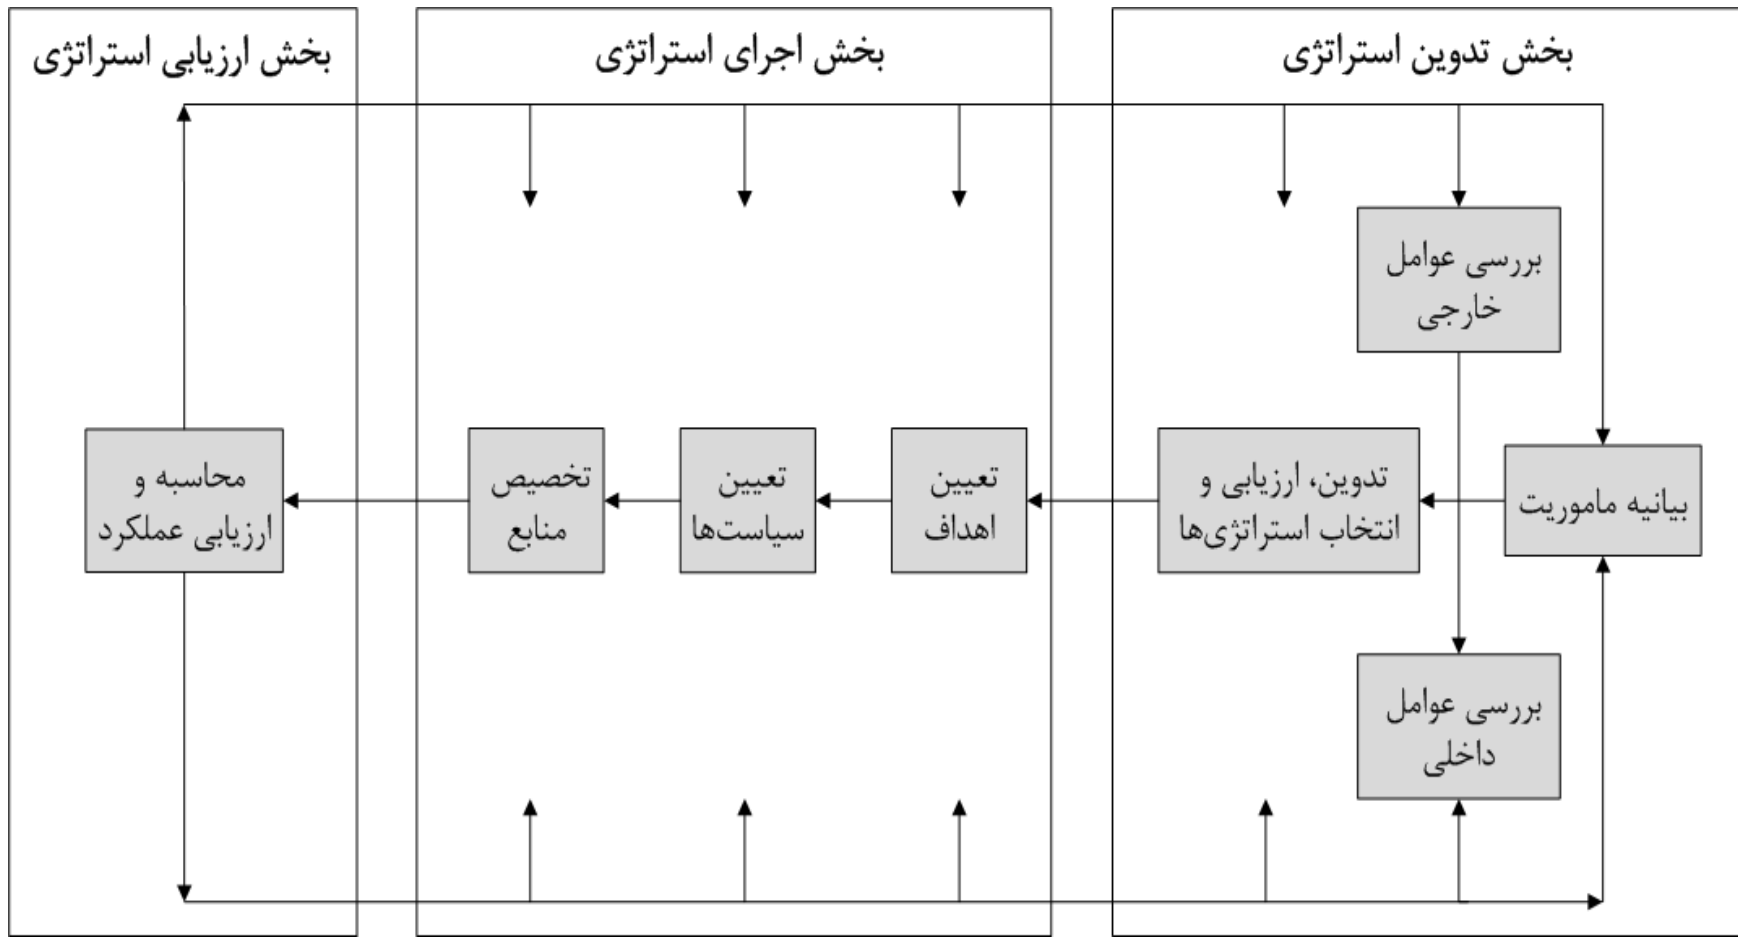 بخش تدوین استراتژی
بخش اجرای استراتژی
بخش ارزیابی استراتژی
بررسی عوامل
خارجی
بیانیه ماموریت
تدوین، ارزیابی و
انتخاب استراتژی‌ها
بررسی عوامل
داخلی
تعیین
اهداف
تعیین
سیاست‌ها
تخصیص
منابع
محاسبه و
ارزیابی عملکرد